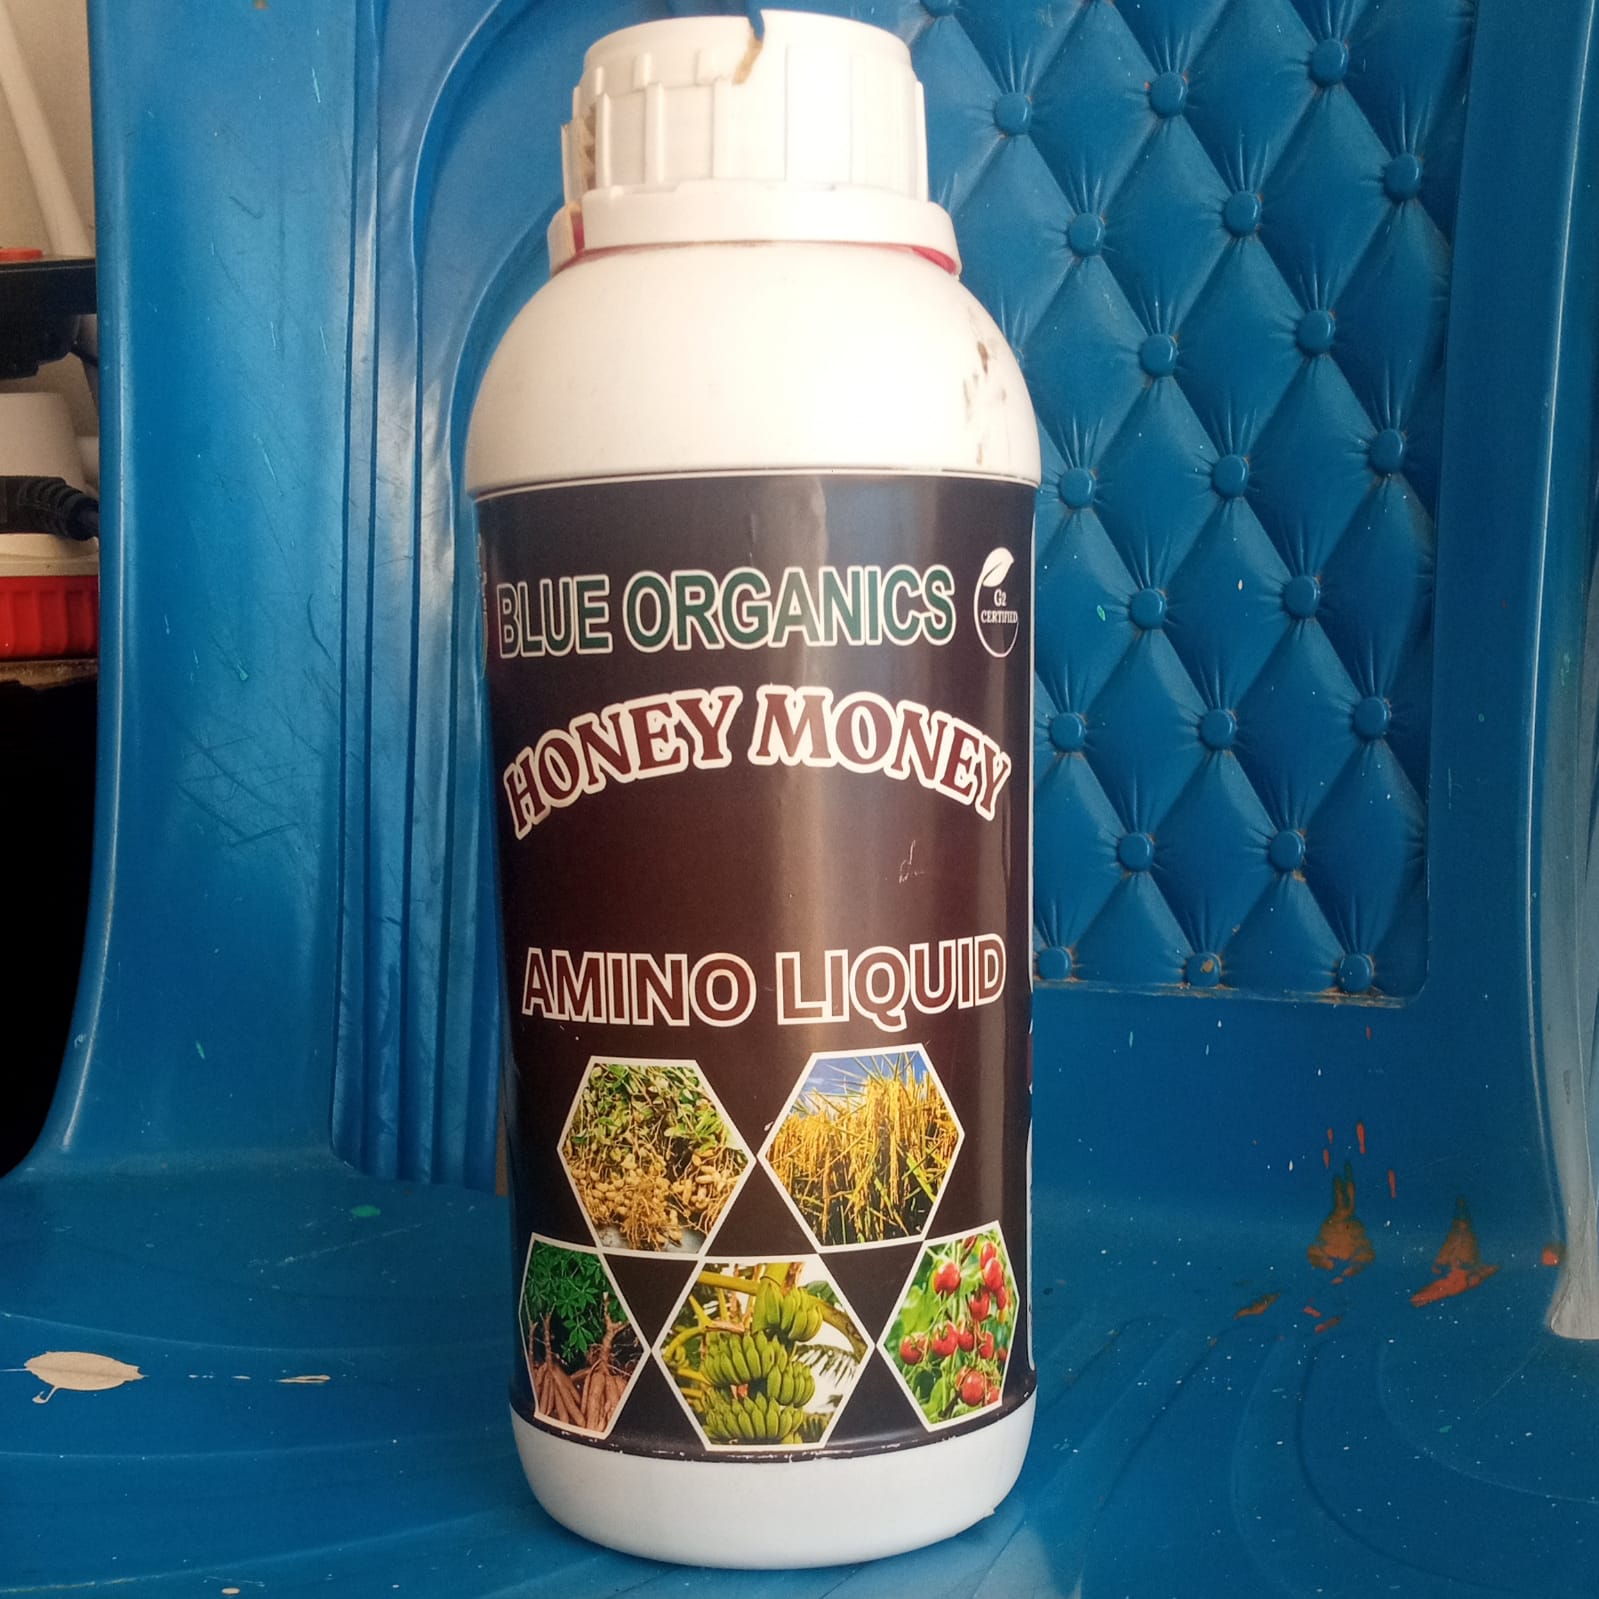 BLUE ORGANICS
G2
CERTIFIED
HONEY MONEY
AMINO LIQUID